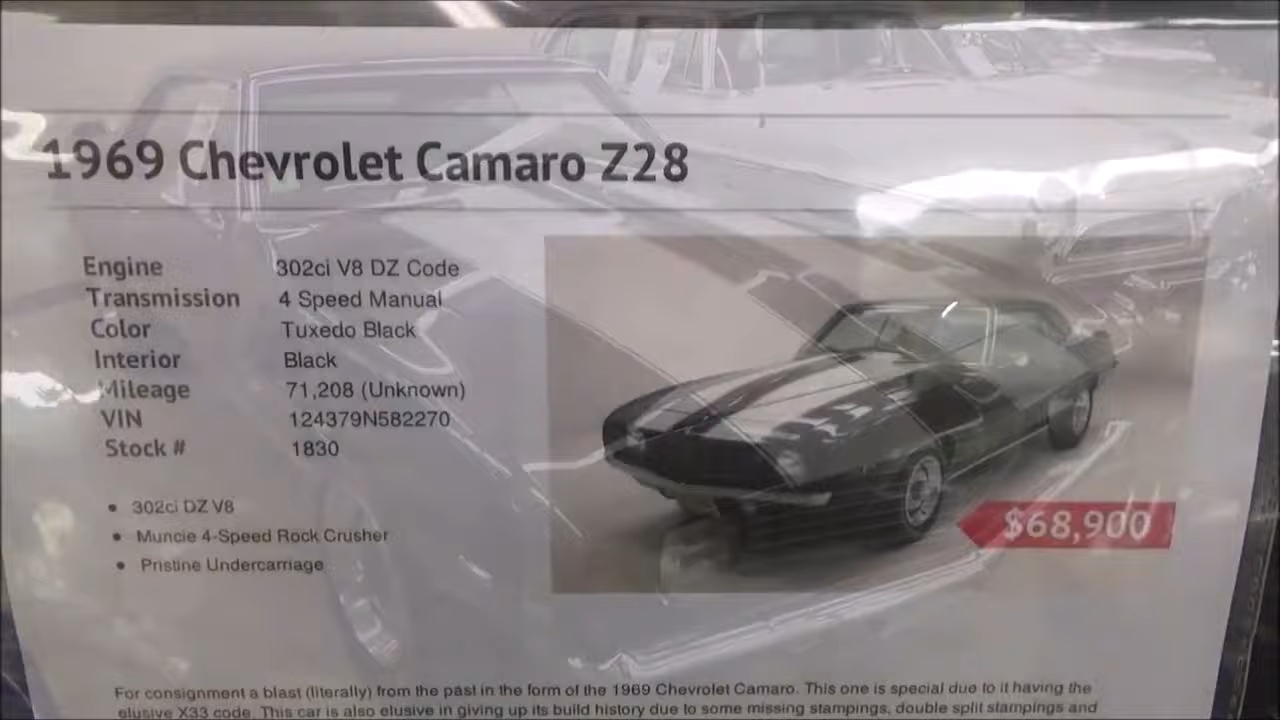 1969 Chevrolet Camaro Z28
Engine 302ci V8 DZ Code
Transmission 4 Speed Manual
Color Tuxedo Black
Interior Black
Mileage 71,208 (Unknown)
VIN 124379N582270
Stock # 1830
• 302ci DZ V8
• Muncie 4-Speed Rock Crusher
• Pristine Undercarriage
$68,900
For consignment a blast (literally) from the past in the form of the 1969 Chevrolet Camaro. This one is special due to it having the
elusive X33 code. This car is also elusive in giving up its build history due to some missing stampings, double split stampings and